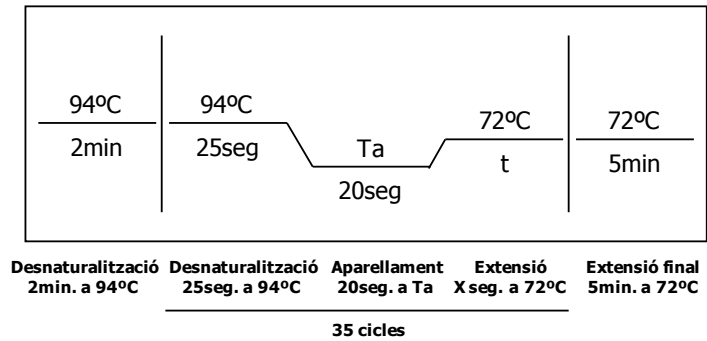 94ºC
2min
94ºC
25seg
Ta
20seg
72ºC
t
72ºC
5min
Desnaturalització
2min. a 94ºC
Desnaturalització
25seg. a 94ºC
Aparellament
20seg. a Ta
Extensió
X seg. a 72ºC
Extensió final
5min. a 72ºC
35 cicles